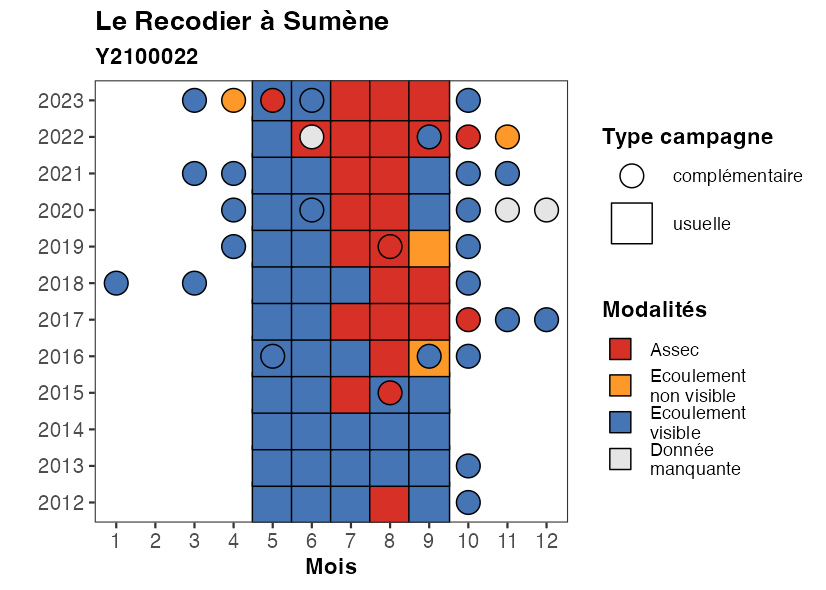 Le Recodier à Sumène
Y2100022
2023
2022
2021
2020
2019
2018
2017
2016
2015
2014
2013
2012
1 2 3 4 5 6 7 8 9 10 11 12
Mois
Type campagne
complémentaire
usuelle
Modalités
Assec
Ecoulement
non visible
Ecoulement
visible
Donnée
manquante